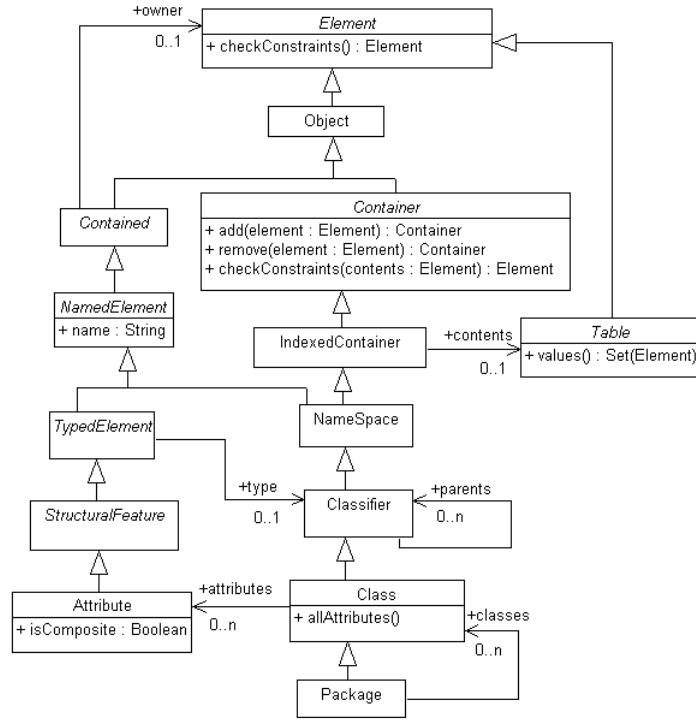 +owner
Element
0..1
+ checkConstraints() : Element
Object
Contained
Container
+ add(element : Element) : Container
+ remove(element : Element) : Container
+ checkConstraints(contents : Element) : Element
NamedElement
+ name : String
IndexedContainer
+contents
0..1
Table
+ values() : Set(Element)
TypedElement
NameSpace
+type
0..1
Classifier
+parents
0..n
StructuralFeature
Attribute
+ isComposite : Boolean
+attributes
0..n
Class
+ allAttributes()
+classes
0..n
Package